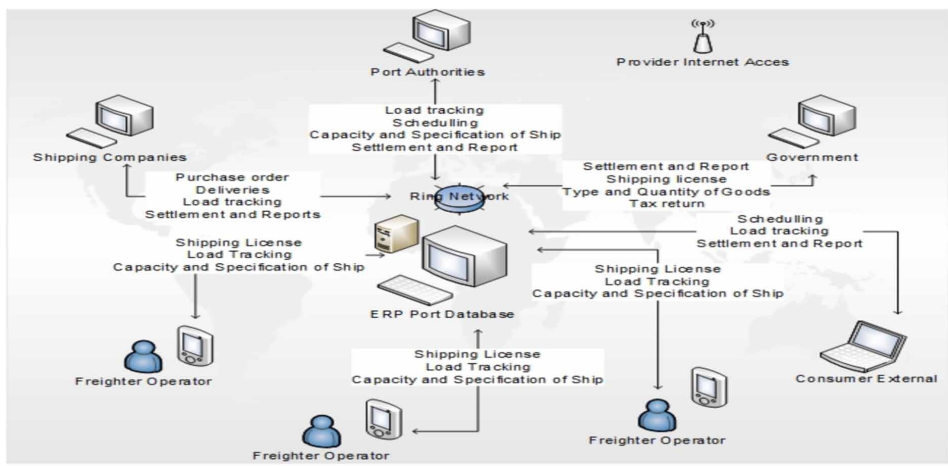 Port Authorities
Provider Internet Acces
Load tracking
Schedulling
Capacity and Specification of Ship
Settlement and Report
Shipping Companies
Government
Purchase order
Deliveries
Load tracking
Settlement and Reports
Ring Network
Settlement and Report
Shipping license
Type and Quantity of Goods
Tax return
Schedulling
Load tracking
Settlement and Report
Shipping License
Load Tracking
Capacity and Specification of Ship
Shipping License
Load Tracking
Capacity and Specification of Ship
ERP Port Database
Shipping License
Load Tracking
Capacity and Specification of Ship
Freighter Operator
Consumer External
Freighter Operator
Freighter Operator